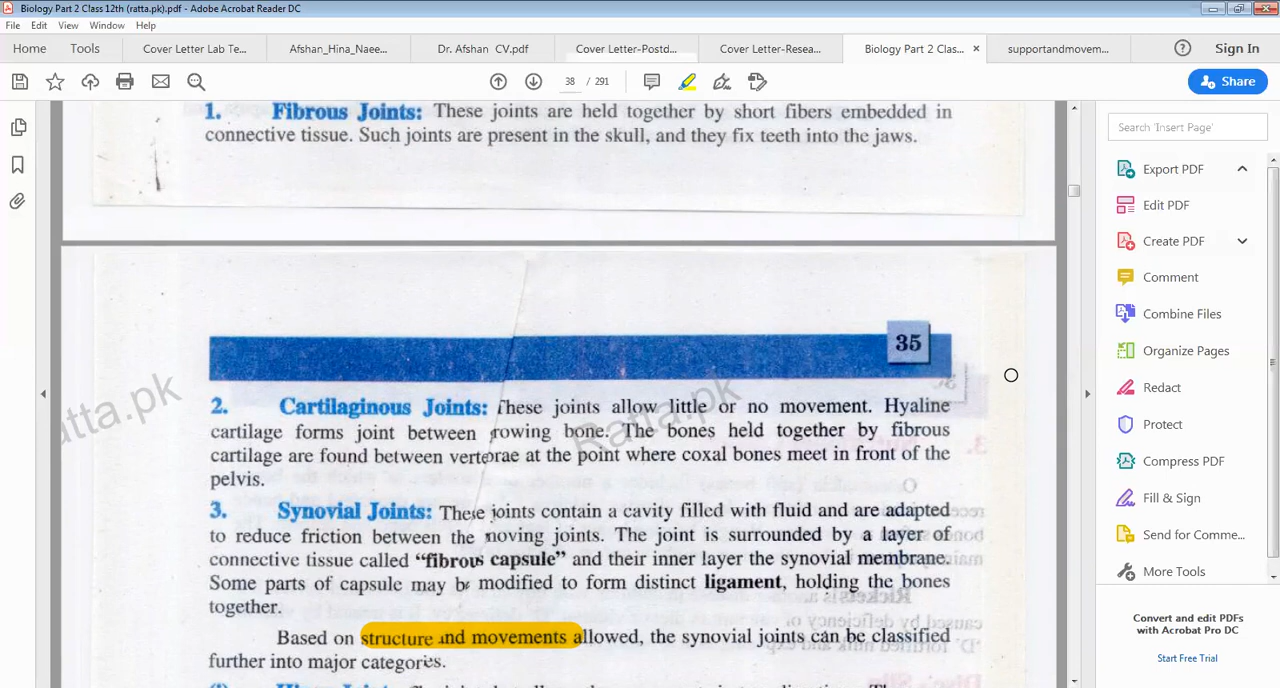 Biology Part 2 Class 12th (ratta.pk).pdf - Adobe Acrobat Reader DC
File Edit View Window Help
Home Tools Cover Letter Lab Te... Afshan_Hina_Naee... Dr. Afshan CV.pdf Cover Letter-Postd... Cover Letter-Resea... Biology Part 2 Clas... × supportandmovem... Sign In
38 / 291 Share
1. Fibrous Joints: These joints are held together by short fibers embedded in
connective tissue. Such joints are present in the skull, and they fix teeth into the jaws.
35
2. Cartilaginous Joints: These joints allow little or no movement. Hyaline
cartilage forms joint between growing bone. The bones held together by fibrous
cartilage are found between vertebrae at the point where coxal bones meet in front of the
pelvis.
3. Synovial Joints: These joints contain a cavity filled with fluid and are adapted
to reduce friction between the moving joints. The joint is surrounded by a layer of
connective tissue called "fibrous capsule" and their inner layer the synovial membrane.
Some parts of capsule may be modified to form distinct ligament, holding the bones
together.
Based on structure and movements allowed, the synovial joints can be classified
further into major categories.
Ratta.pk
Search 'Insert Page'
Export PDF
Edit PDF
Create PDF
Comment
Combine Files
Organize Pages
Redact
Protect
Compress PDF
Fill & Sign
Send for Comme...
More Tools
Convert and edit PDFs
with Acrobat Pro DC
Start Free Trial